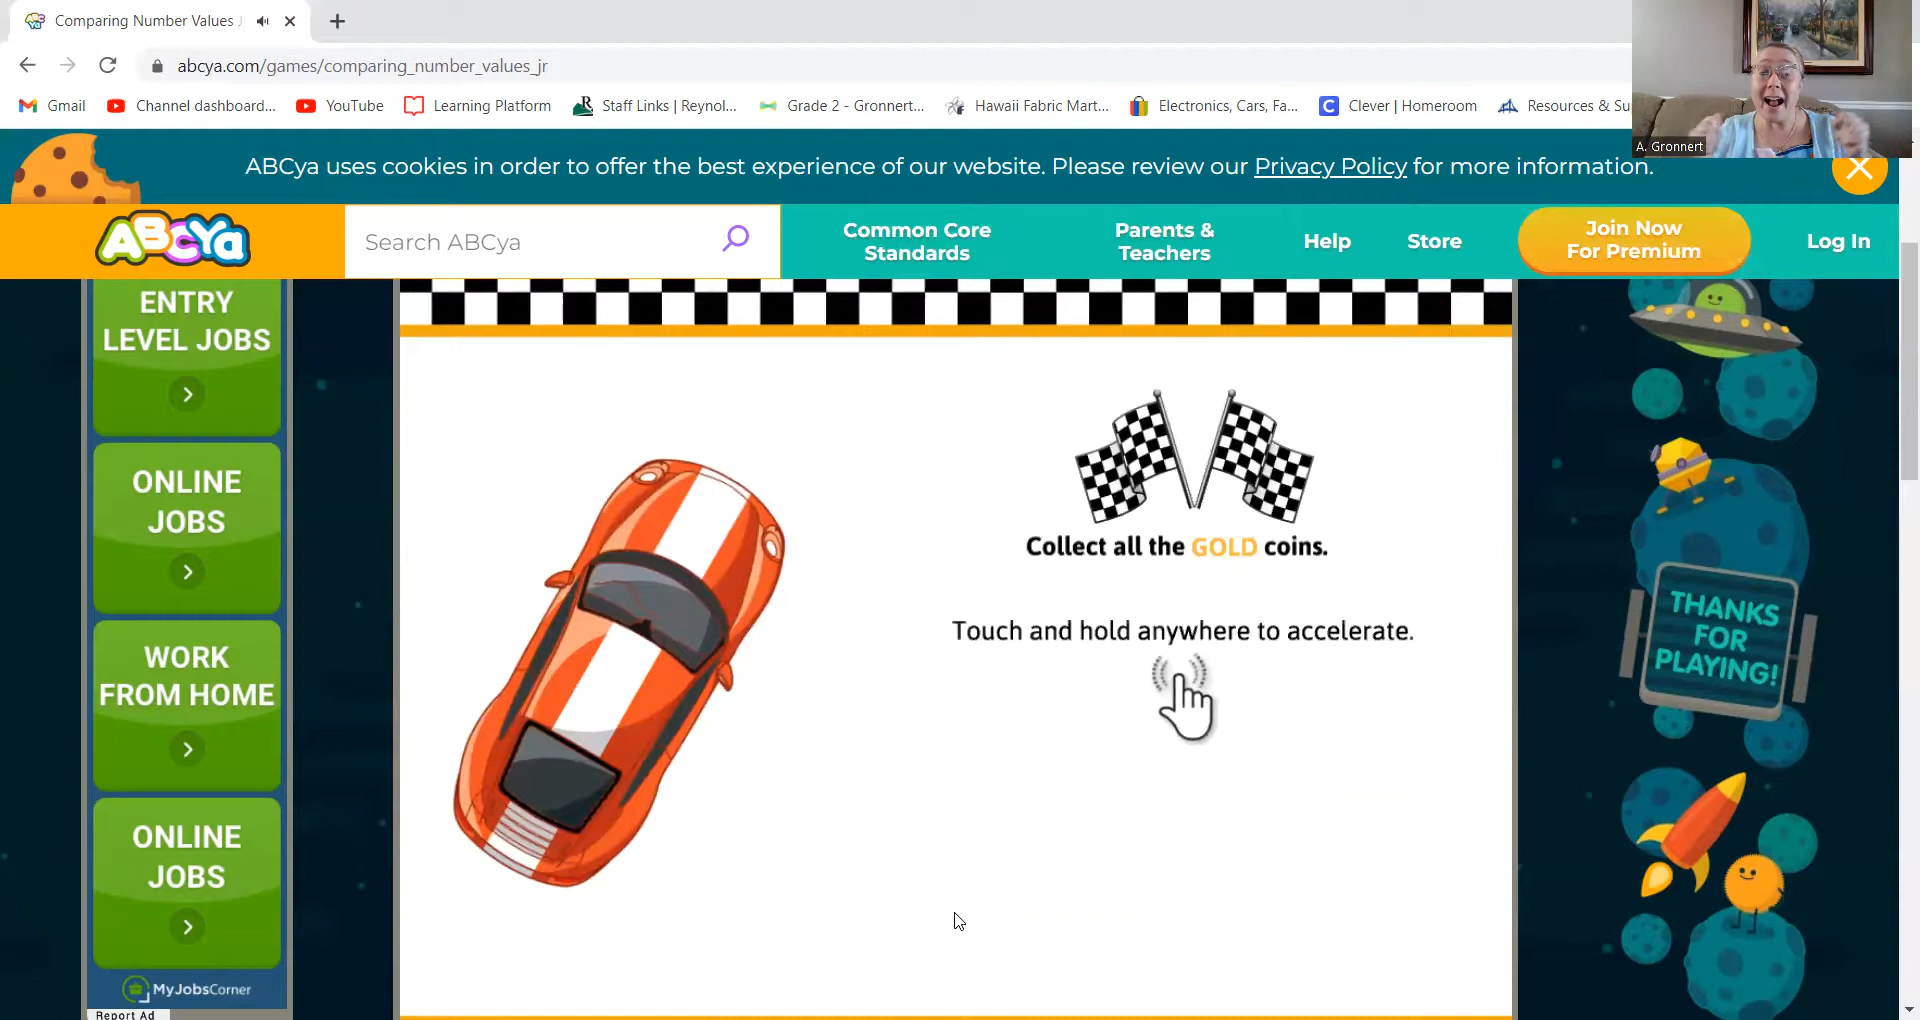 Comparing Number Values J
abcya.com/games/comparing_number_values_jr
Gmail
Channel dashboard...
YouTube
Learning Platform
Staff Links | Reynol...
Grade 2 - Gronnert...
Hawaii Fabric Mart...
Electronics, Cars, Fa...
Clever | Homeroom
Resources & Su
A. Gronnert
ABCya uses cookies in order to offer the best experience of our website. Please review our Privacy Policy for more information.
ABCYa
Search ABCya
Common Core
Standards
Parents &
Teachers
Help
Store
Join Now
For Premium
Log In
ENTRY
LEVEL JOBS
ONLINE
JOBS
WORK
FROM HOME
ONLINE
JOBS
MyJobsCorner
Report Ad
Collect all the GOLD coins.
Touch and hold anywhere to accelerate.
THANKS
FOR
PLAYING!